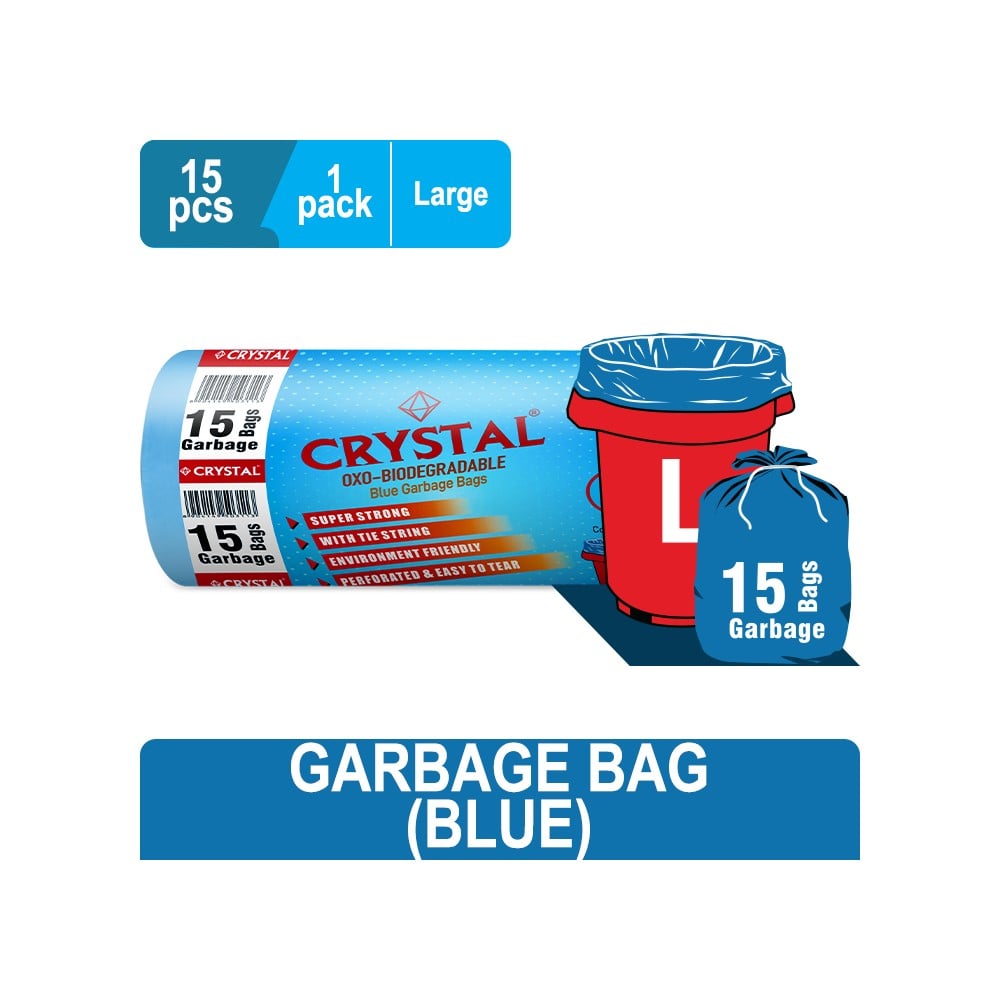 15
pcs
1
pack
Large
CRYSTAL
15 Bags
Garbage
CRYSTAL
15 Bags
Garbage
CRYSTAL
CRYSTAL®
OXO-BIODEGRADABLE
Blue Garbage Bags
SUPER STRONG
WITH TIE STRING
ENVIRONMENT FRIENDLY
PERFORATED & EASY TO TEAR
L
15 Bags
Garbage
GARBAGE BAG
(BLUE)